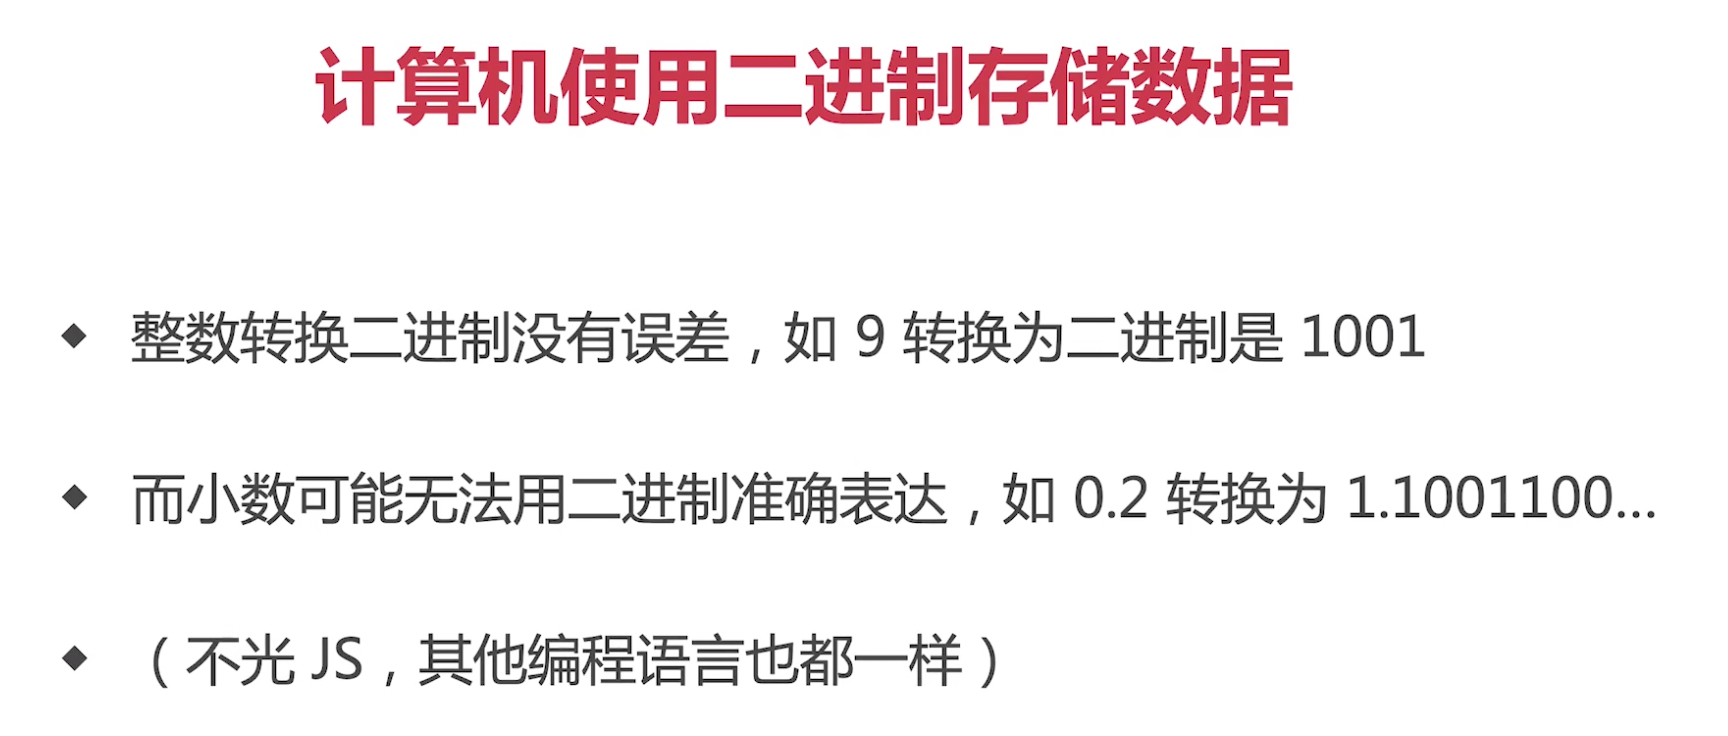 计算机使用二进制存储数据
◆ 整数转换二进制没有误差，如 9 转换为二进制是 1001
◆ 而小数可能无法用二进制准确表达，如 0.2 转换为 1.1001100...
◆ （不光 JS，其他编程语言也都一样）